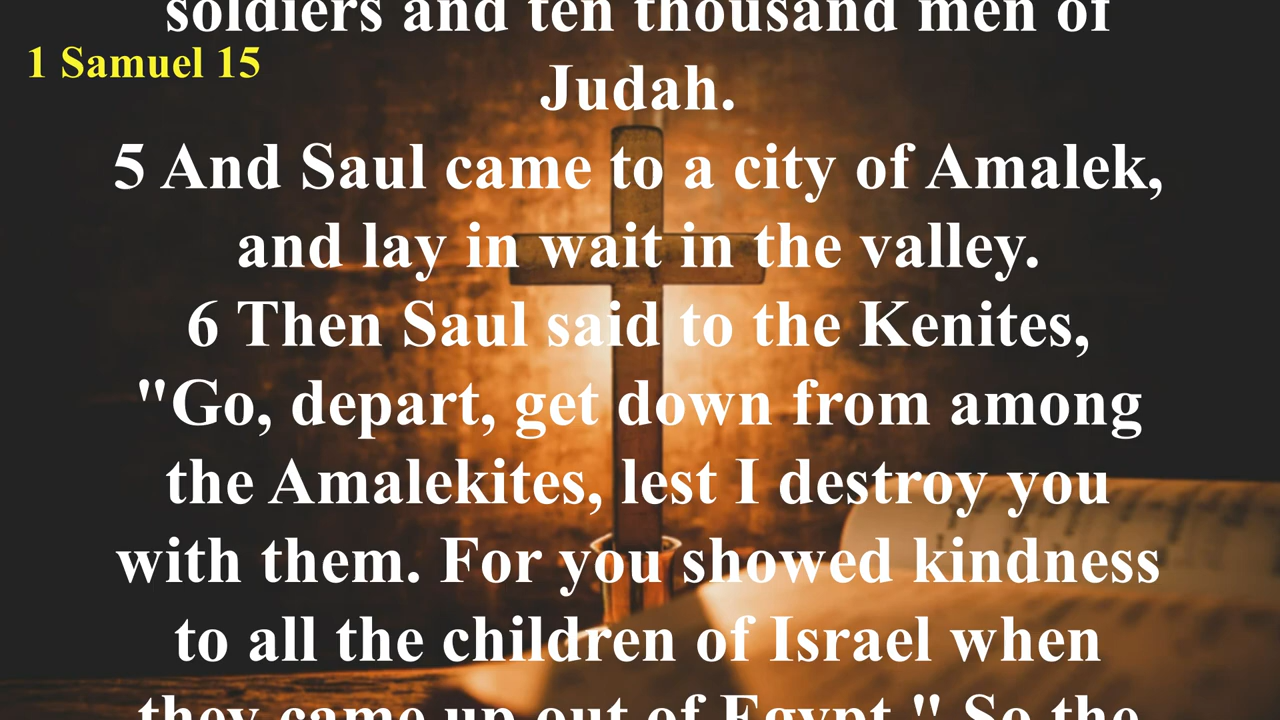 soldiers and ten thousand men of
1 Samuel 15
Judah.
5 And Saul came to a city of Amalek,
and lay in wait in the valley.
6 Then Saul said to the Kenites,
"Go, depart, get down from among
the Amalekites, lest I destroy you
with them. For you showed kindness
to all the children of Israel when
they came up out of Egypt." So the